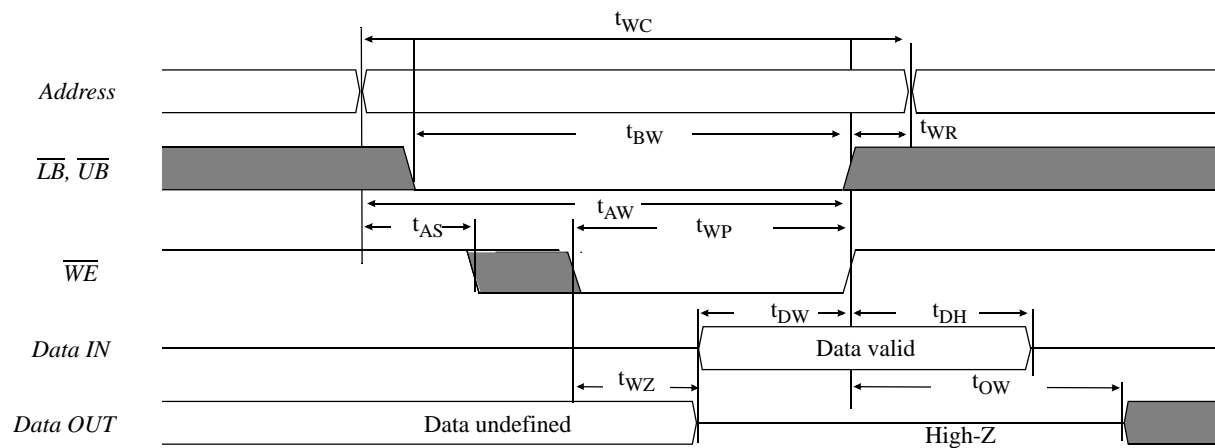 tWC
Address
tBW
tWR
LB, UB
tAW
tAS
tWP
WE
tDW
tDH
Data IN
Data valid
tWZ
tOW
Data OUT
Data undefined
High-Z